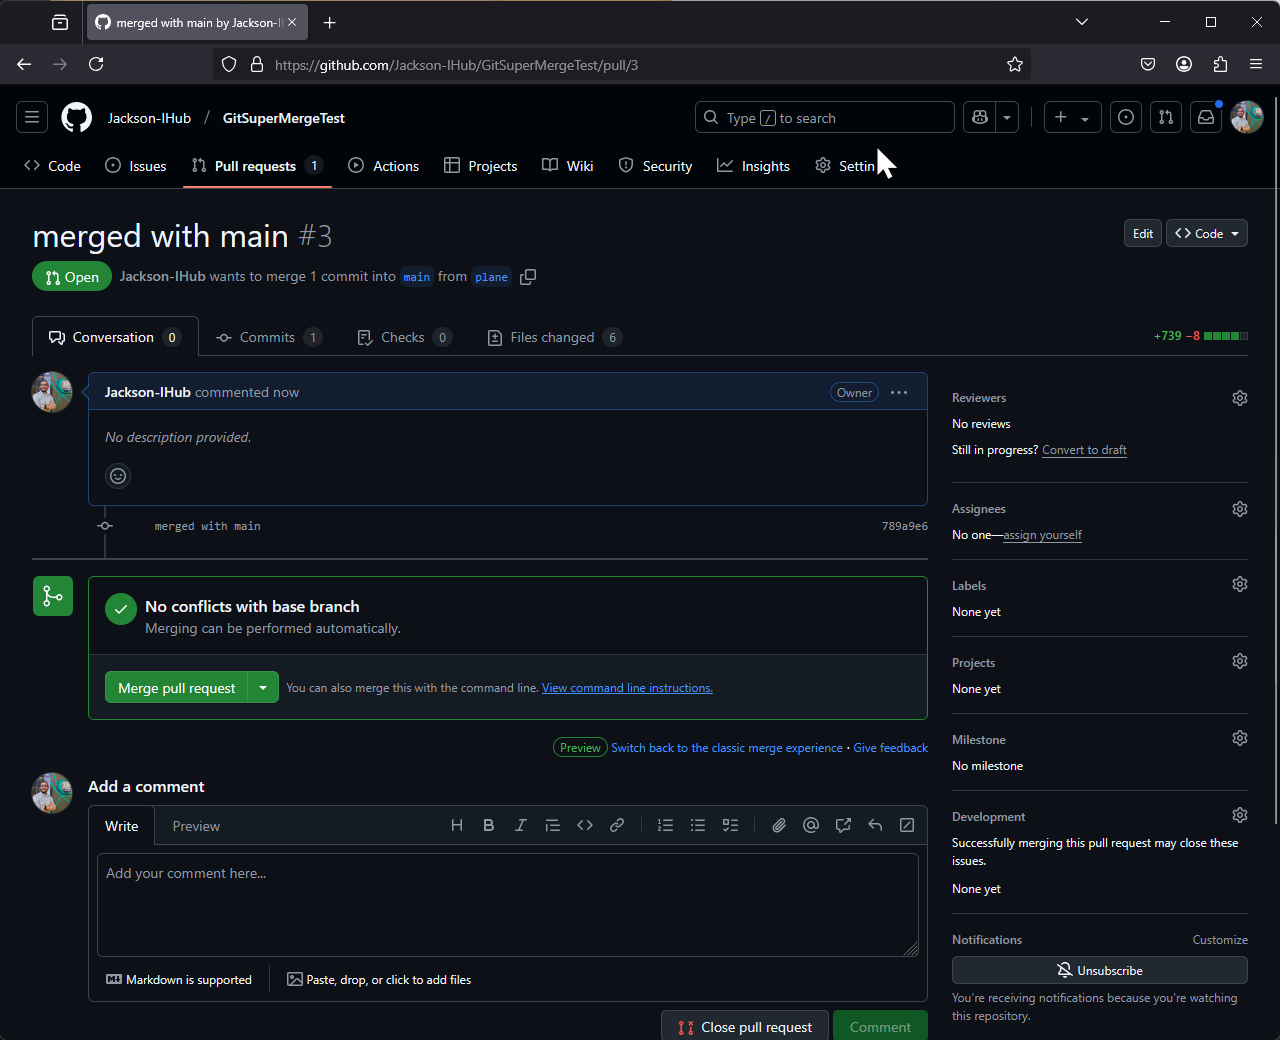 merged with main by Jackson-I
https://github.com/Jackson-IHub/GitSuperMergeTest/pull/3
Jackson-IHub / GitSuperMergeTest
Type / to search
Code
Issues
Pull requests 1
Actions
Projects
Wiki
Security
Insights
Settin
merged with main #3
Edit
<> Code
Open
Jackson-IHub wants to merge 1 commit into main from plane
Conversation 0
Commits 1
Checks 0
Files changed 6
+739 −8
Jackson-IHub commented now
Owner
No description provided.
merged with main
789a9e6
No conflicts with base branch
Merging can be performed automatically.
Merge pull request
You can also merge this with the command line. View command line instructions.
Preview Switch back to the classic merge experience · Give feedback
Add a comment
Write
Preview
Add your comment here...
Markdown is supported
Paste, drop, or click to add files
Close pull request
Comment
Reviewers
No reviews
Still in progress? Convert to draft
Assignees
No one—assign yourself
Labels
None yet
Projects
None yet
Milestone
No milestone
Development
Successfully merging this pull request may close these
issues.
None yet
Notifications
Customize
Unsubscribe
You're receiving notifications because you're watching
this repository.